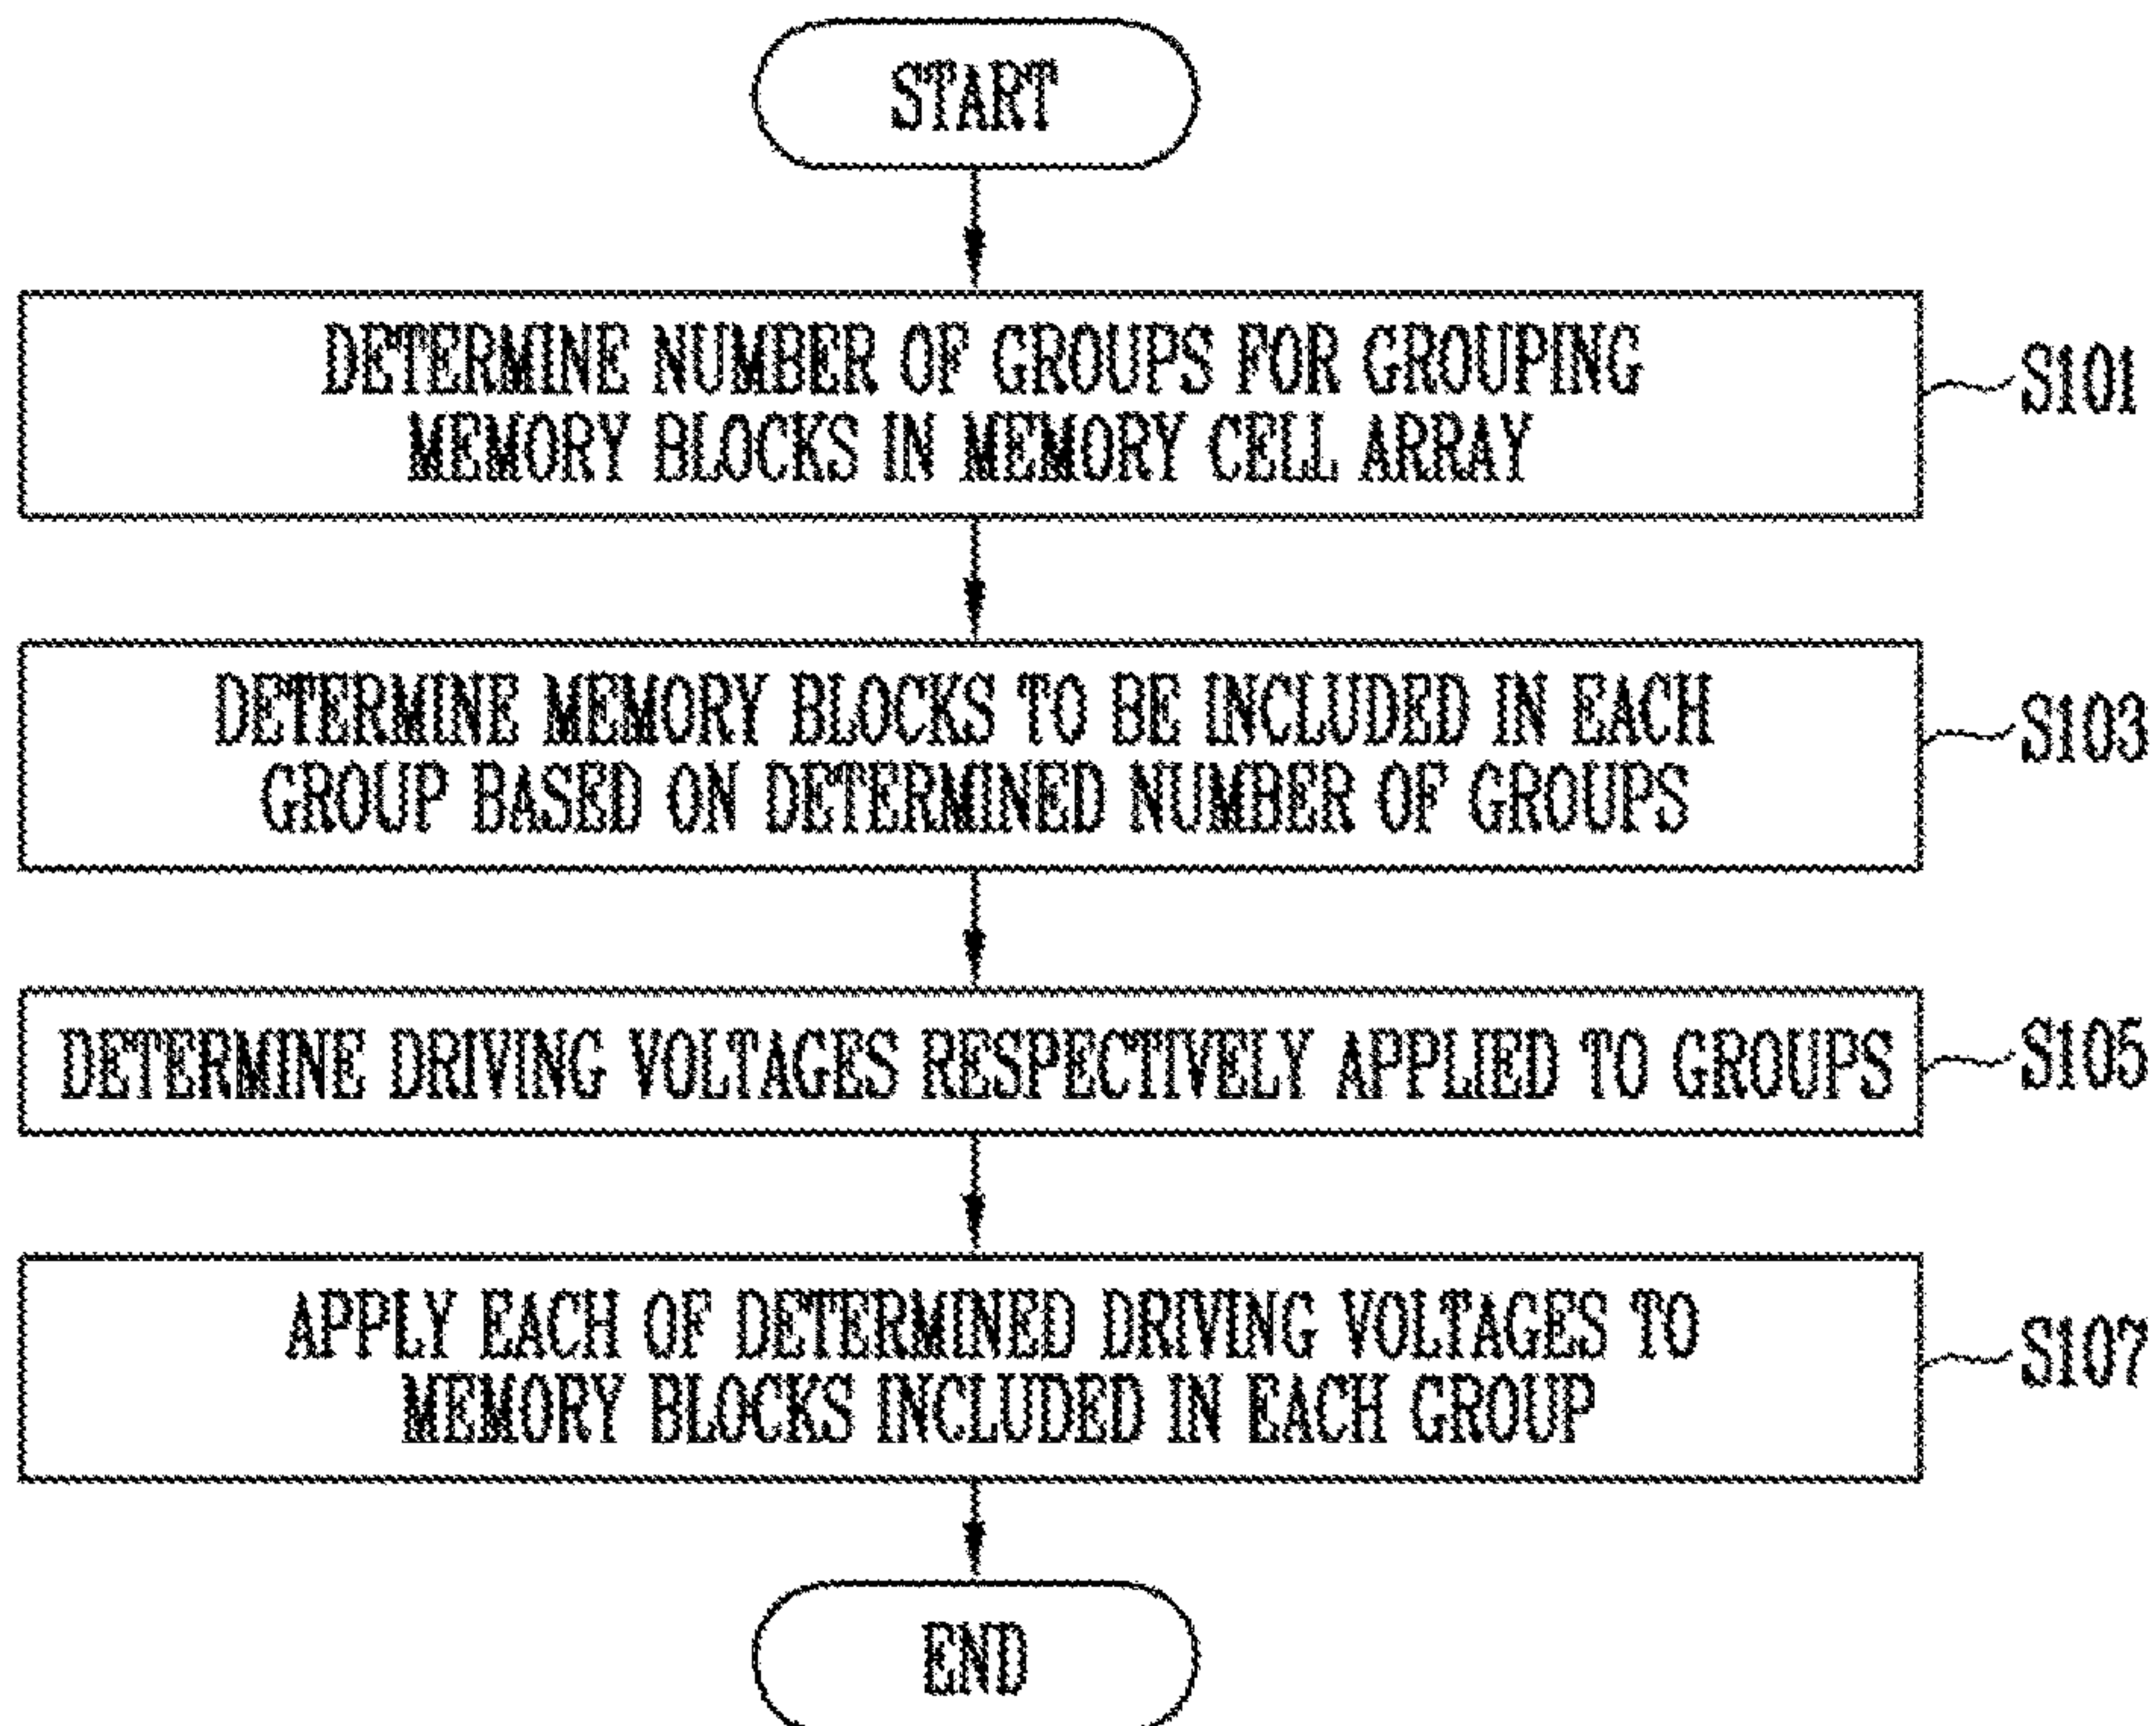 START
DETERMINE NUMBER OF GROUPS FOR GROUPING
MEMORY BLOCKS IN MEMORY CELL ARRAY
S101
DETERMINE MEMORY BLOCKS TO BE INCLUDED IN EACH
GROUP BASED ON DETERMINED NUMBER OF GROUPS
S103
DETERMINE DRIVING VOLTAGES RESPECTIVELY APPLIED TO GROUPS
S105
APPLY EACH OF DETERMINED DRIVING VOLTAGES TO
MEMORY BLOCKS INCLUDED IN EACH GROUP
S107
END